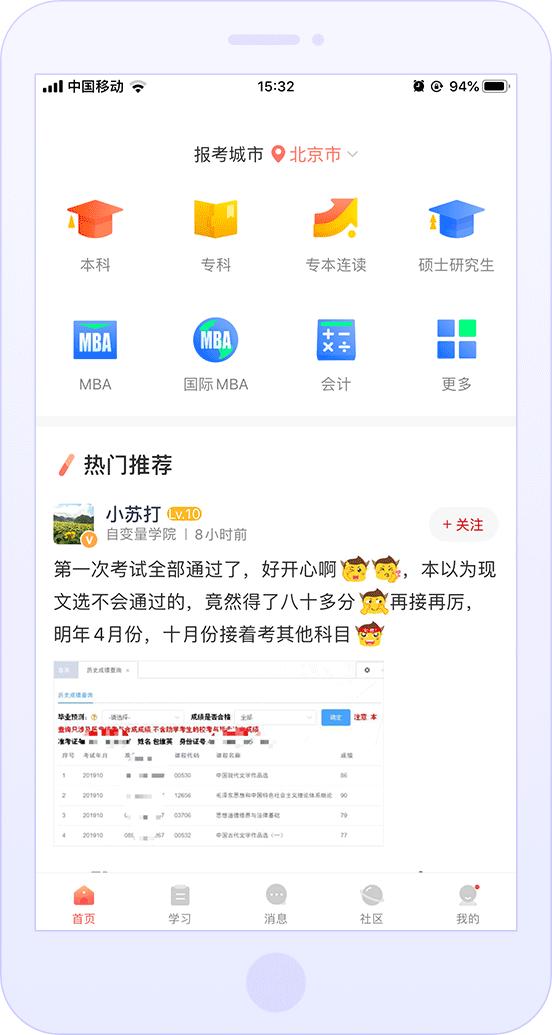 中国移动 15:32 94%
报考城市 北京市
本科 专科 专本连读 硕士研究生
MBA MBA
MBA 国际MBA 会计 更多
热门推荐
小苏打 Lv.10
V 自变量学院 | 8小时前
+ 关注
第一次考试全部通过了，好开心啊，本以为现
文选不会通过的，竟然得了八十多分 再接再厉，
明年4月份，十月份接着考其他科目
首页 历史成绩查询 ×
历史成绩查询
毕业预测: -请选择- 成绩是否合格 全部 确定 注意 本
准考证 姓名 身份证号
序号 考试年月 课程代码 课程名称 成绩
1 201910 00530 中国现代文学作品选 86
2 201910 12656 毛泽东思想和中国特色社会主义理论体系概论 90
3 201910 03706 思想道德修养与法律基础 79
4 201910 00532 中国古代文学作品选（一） 77
首页 学习 消息 社区 我的